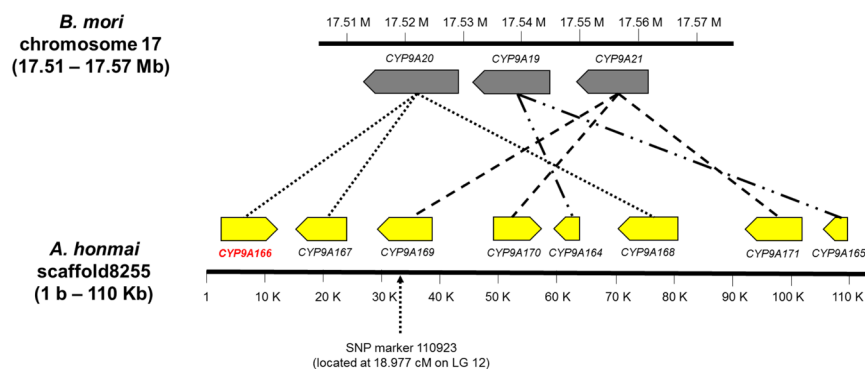 B. mori
chromosome 17
(17.51 – 17.57 Mb)
17.51 M 17.52 M 17.53 M 17.54 M 17.55 M 17.56 M 17.57 M
CYP9A20 CYP9A19 CYP9A21
A. honmai
scaffold8255
(1 b – 110 Kb)
CYP9A166 CYP9A167 CYP9A169 CYP9A170 CYP9A164 CYP9A168 CYP9A171 CYP9A165
1 10 K 20 K 30 K 40 K 50 K 60 K 70 K 80 K 90 K 100 K 110 K
SNP marker 110923
(located at 18.977 cM on LG 12)